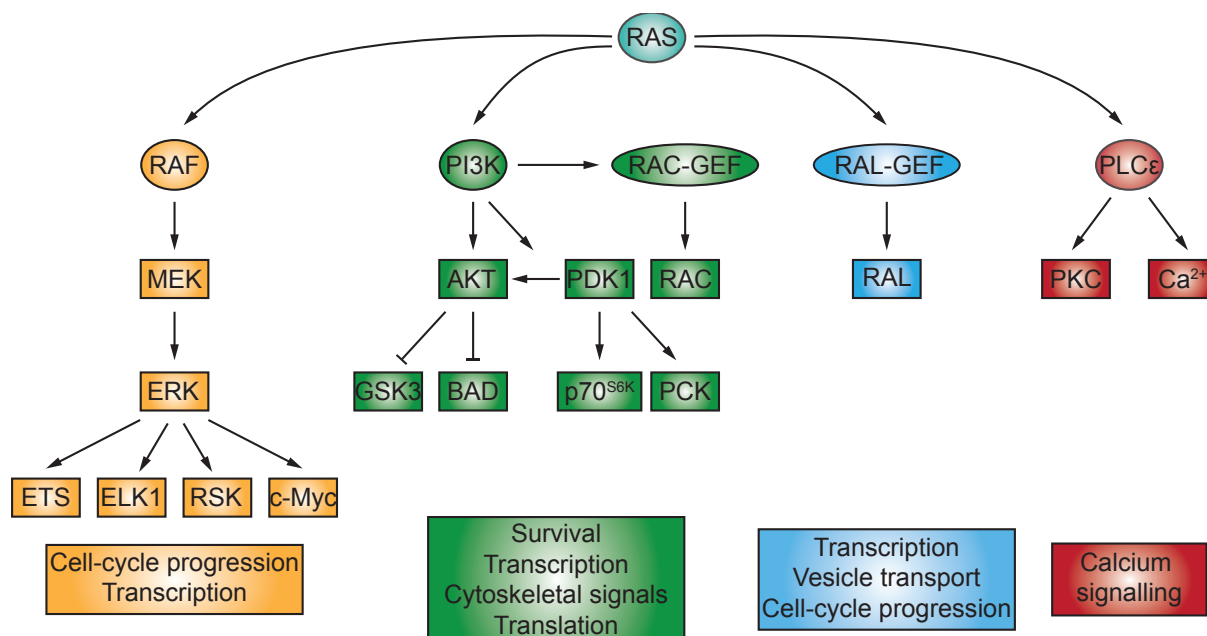 RAS
RAF
PI3K
RAC-GEF
RAL-GEF
PLCε
MEK
AKT
PDK1
RAC
RAL
PKC
Ca²⁺
ERK
GSK3
BAD
p70ˢ⁶ᴷ
PCK
ETS
ELK1
RSK
c-Myc
Cell-cycle progression
Transcription
Survival
Transcription
Cytoskeletal signals
Translation
Transcription
Vesicle transport
Cell-cycle progression
Calcium
signalling